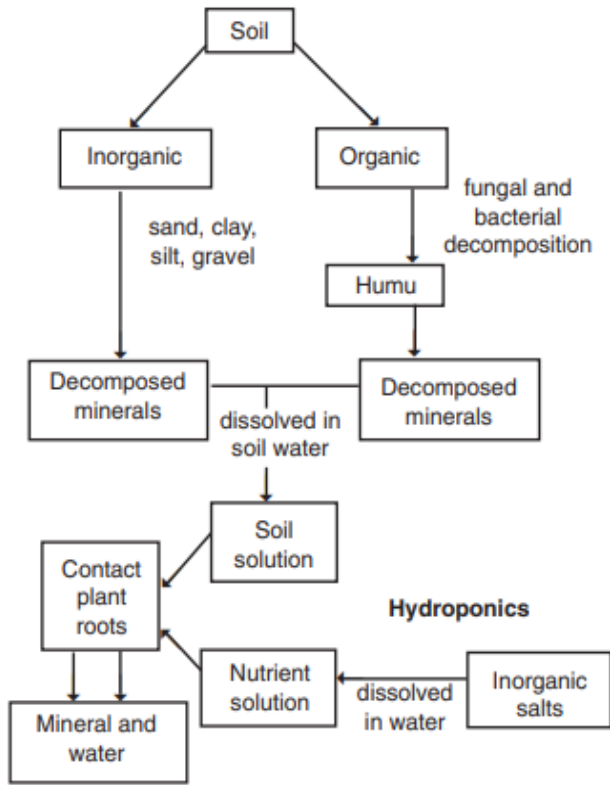 Soil
Inorganic
Organic
sand, clay,
silt, gravel
fungal and
bacterial
decomposition
Humu
Decomposed
minerals
Decomposed
minerals
dissolved in
soil water
Soil
solution
Contact
plant
roots
Hydroponics
Nutrient
solution
dissolved
in water
Inorganic
salts
Mineral and
water